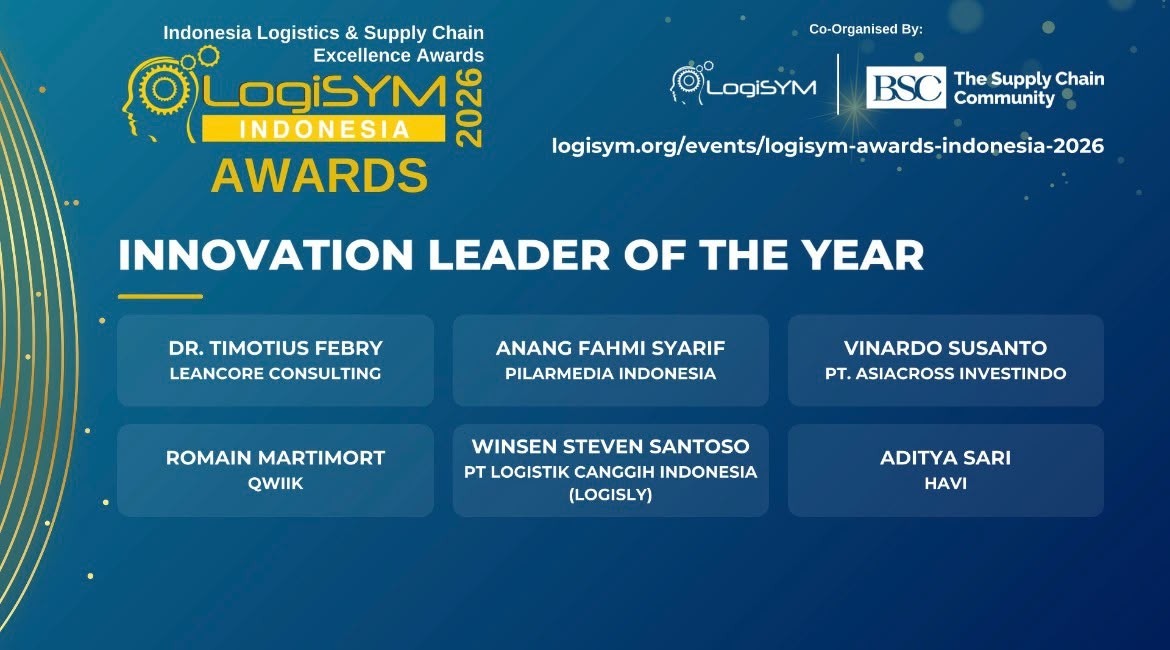 Indonesia Logistics & Supply Chain
Excellence Awards
LogiSYM
INDONESIA
2026
AWARDS
Co-Organised By:
LogiSYM
BSC
The Supply Chain
Community
logisym.org/events/logisym-awards-indonesia-2026
INNOVATION LEADER OF THE YEAR
DR. TIMOTIUS FEBRY
LEANCORE CONSULTING
ANANG FAHMI SYARIF
PILARMEDIA INDONESIA
VINARDO SUSANTO
PT. ASIACROSS INVESTINDO
ROMAIN MARTIMORT
QWIIK
WINSEN STEVEN SANTOSO
PT LOGISTIK CANGGIH INDONESIA
(LOGISLY)
ADITYA SARI
HAVI